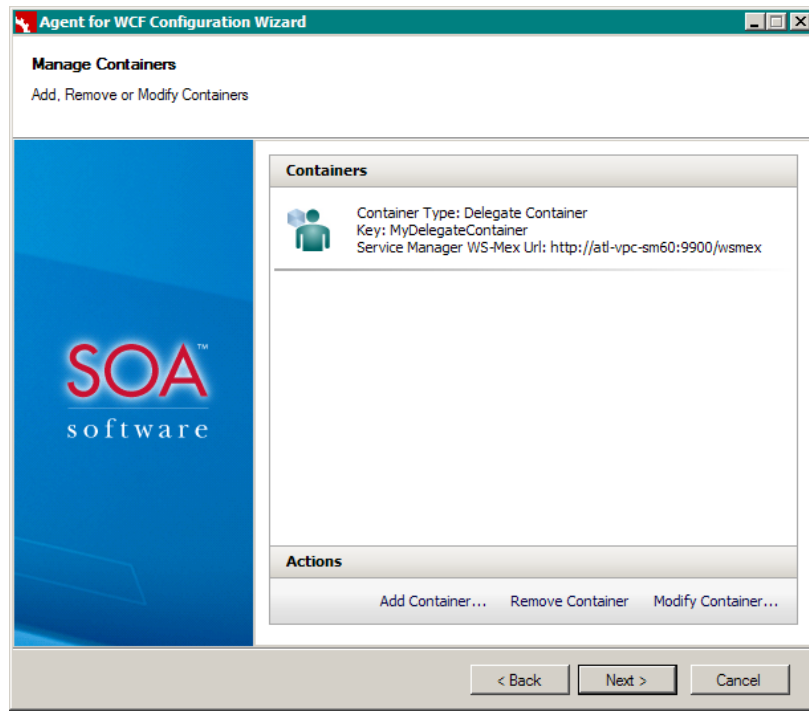 Agent for WCF Configuration Wizard
Manage Containers
Add, Remove or Modify Containers
Containers
Container Type: Delegate Container
Key: MyDelegateContainer
Service Manager WS-Mex Url: http://atl-vpc-sm60:9900/wsmex
SOA™
software
Actions
Add Container... Remove Container Modify Container...
< Back Next > Cancel